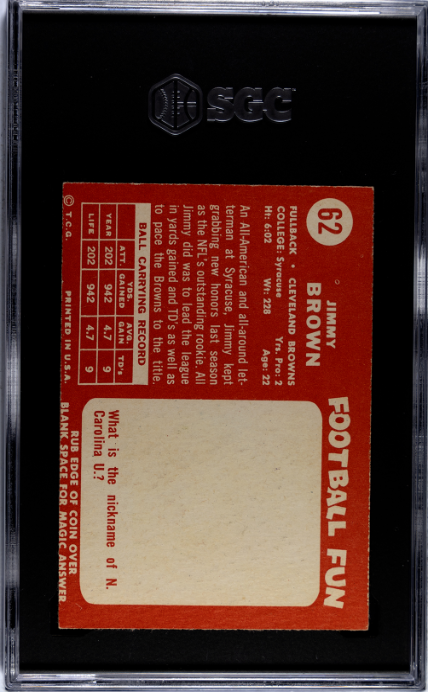 SGC
62
JIMMY
BROWN
FULLBACK • CLEVELAND BROWNS
COLLEGE: Syracuse Yrs. Pro: 2
Ht: 6:02 Wt: 228 Age: 22
An All-American and all-around let-
terman at Syracuse, Jimmy kept
grabbing new honors last season
as the NFL's outstanding rookie. All
Jimmy did was to lead the league
in yards gained and TD's as well as
to pace the Browns to the title.
BALL CARRYING RECORD
ATT. YDS. GAINED AVG. GAIN TD's
YEAR 202 942 4.7 9
LIFE 202 942 4.7 9
© T.C.G. PRINTED IN U.S.A.
FOOTBALL FUN
What is the nickname of N.
Carolina U.?
RUB EDGE OF COIN OVER
BLANK SPACE FOR MAGIC ANSWER